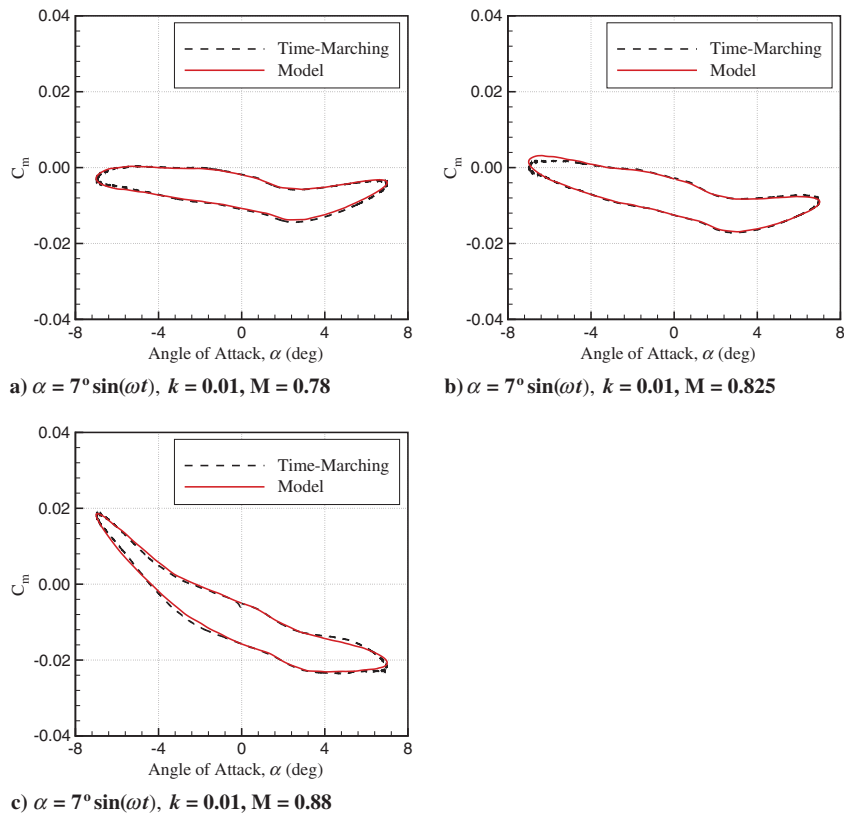 0.04
0.02
0.00
-0.02
-0.04
C_m
Time-Marching
Model
-8
-4
0
4
8
Angle of Attack, α (deg)
a) α = 7° sin(ωt), k = 0.01, M = 0.78
0.04
0.02
0.00
-0.02
-0.04
C_m
Time-Marching
Model
-8
-4
0
4
8
Angle of Attack, α (deg)
b) α = 7° sin(ωt), k = 0.01, M = 0.825
0.04
0.02
0.00
-0.02
-0.04
C_m
Time-Marching
Model
-8
-4
0
4
8
Angle of Attack, α (deg)
c) α = 7° sin(ωt), k = 0.01, M = 0.88